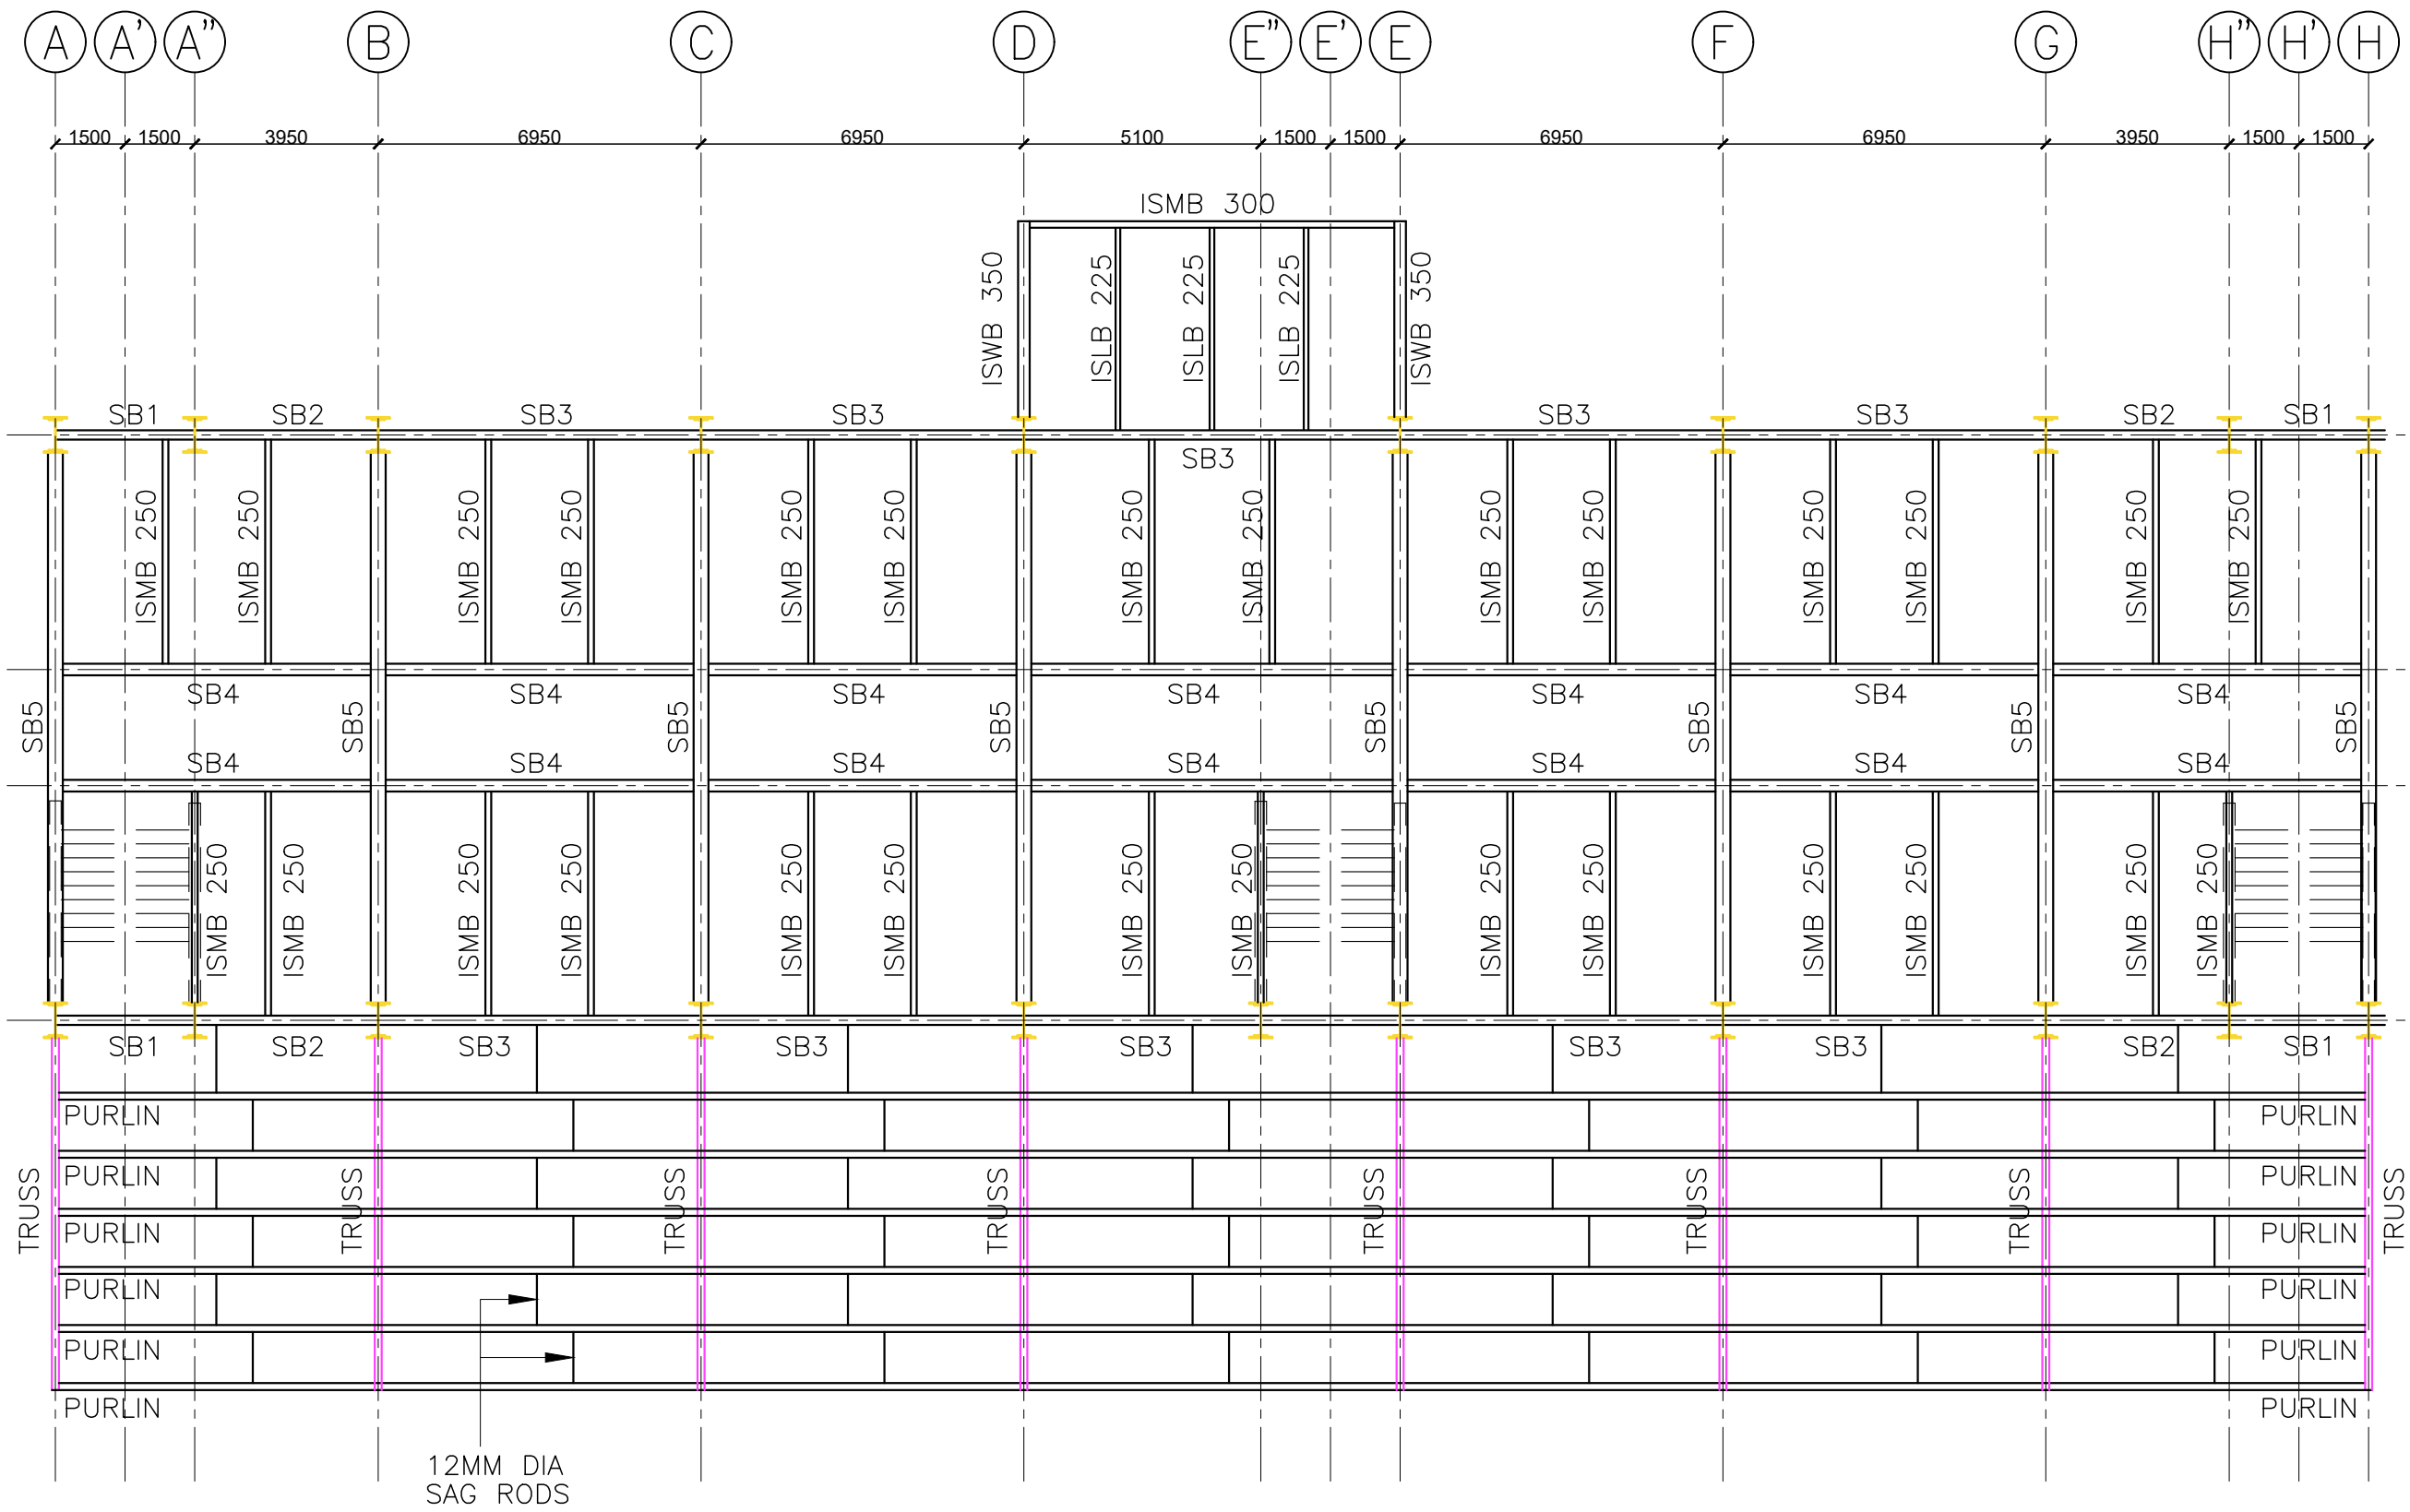 A A' A" B C D E" E' E F G H" H' H
1500 1500 3950 6950 6950 5100 1500 1500 6950 6950 3950 1500 1500
ISMB 300
ISWB 350 ISLB 225 ISLB 225 ISLB 225 ISWB 350
SB1 SB2 SB3 SB3 SB3 SB3 SB2 SB1
SB3
ISMB 250 ISMB 250 ISMB 250 ISMB 250 ISMB 250 ISMB 250 ISMB 250 ISMB 250 ISMB 250 ISMB 250 ISMB 250 ISMB 250 ISMB 250 ISMB 250
SB4 SB4 SB4 SB4 SB4 SB4 SB4
SB5 SB5 SB5 SB5 SB5 SB5 SB5 SB5
SB4 SB4 SB4 SB4 SB4 SB4 SB4
ISMB 250 ISMB 250 ISMB 250 ISMB 250 ISMB 250 ISMB 250 ISMB 250 ISMB 250 ISMB 250 ISMB 250 ISMB 250 ISMB 250 ISMB 250 ISMB 250
SB1 SB2 SB3 SB3 SB3 SB3 SB3 SB2 SB1
PURLIN PURLIN
PURLIN PURLIN
TRUSS TRUSS TRUSS TRUSS TRUSS TRUSS TRUSS TRUSS
PURLIN PURLIN
PURLIN PURLIN
PURLIN PURLIN
PURLIN PURLIN
12MM DIA
SAG RODS